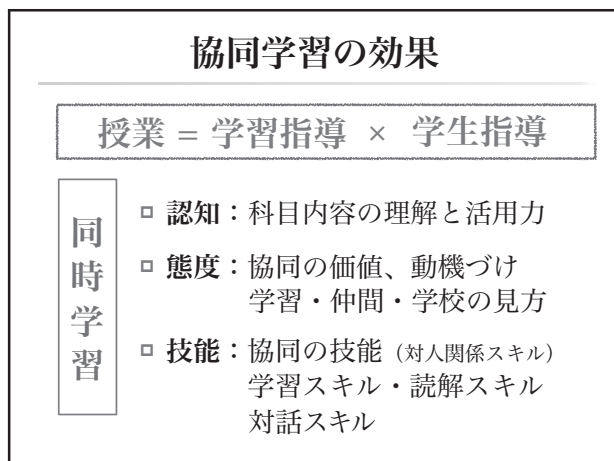 協同学習の効果
授業 = 学習指導 × 学生指導
同時学習
認知：科目内容の理解と活用力
態度：協同の価値、動機づけ
学習・仲間・学校の見方
技能：協同の技能（対人関係スキル）
学習スキル・読解スキル
対話スキル